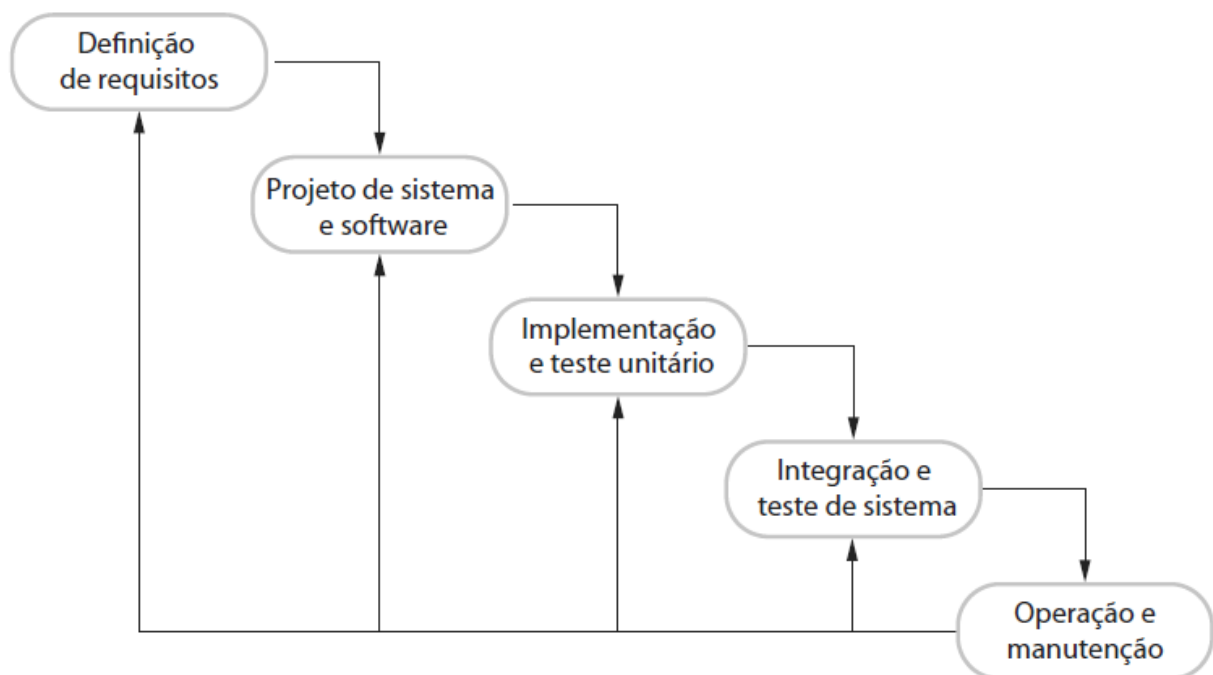 Definição
de requisitos
Projeto de sistema
e software
Implementação
e teste unitário
Integração e
teste de sistema
Operação e
manutenção